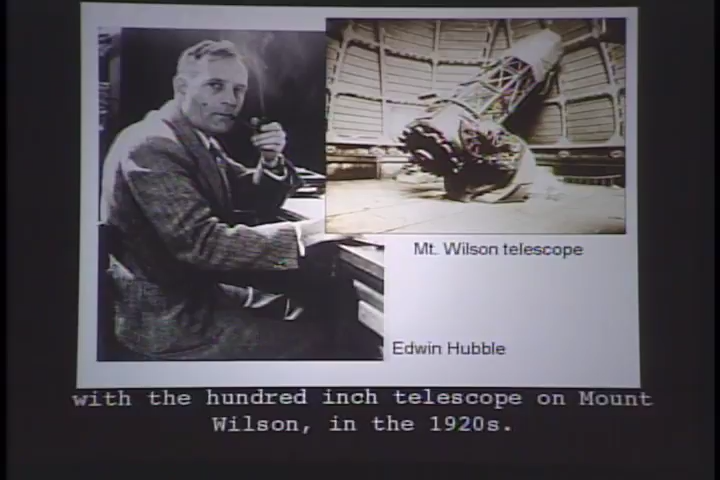 Mt. Wilson telescope
Edwin Hubble
with the hundred inch telescope on Mount
Wilson, in the 1920s.